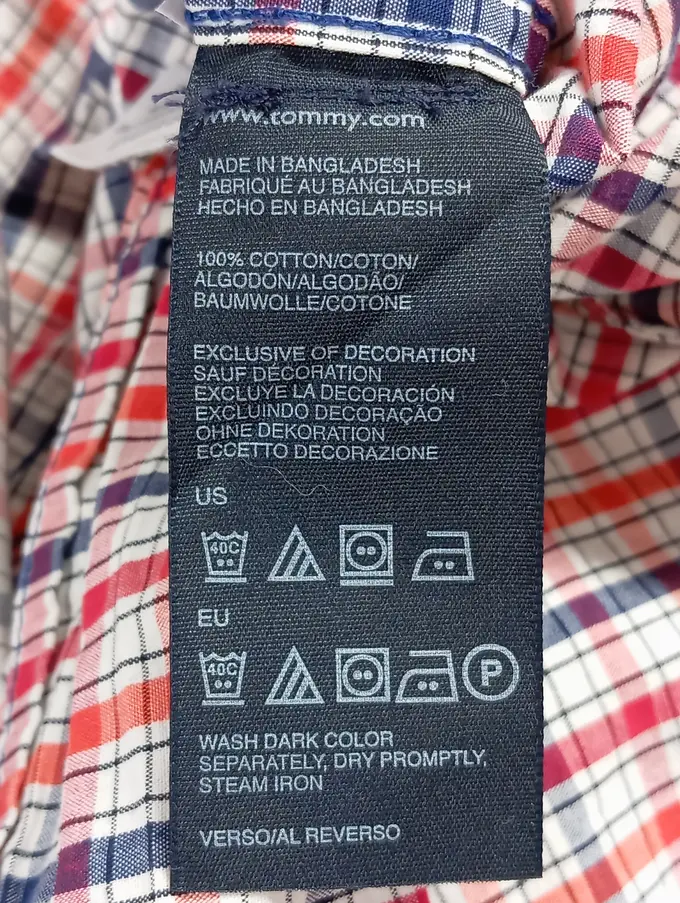 www.tommy.com
MADE IN BANGLADESH
FABRIQUÉ AU BANGLADESH
HECHO EN BANGLADESH
100% COTTON/COTON/
ALGODÓN/ALGODÃO/
BAUMWOLLE/COTONE
EXCLUSIVE OF DECORATION
SAUF DÉCORATION
EXCLUYE LA DECORACIÓN
EXCLUINDO DECORAÇÃO
OHNE DEKORATION
ECCETTO DECORAZIONE
US
40C
EU
40C P
WASH DARK COLOR
SEPARATELY, DRY PROMPTLY,
STEAM IRON
VERSO/AL REVERSO